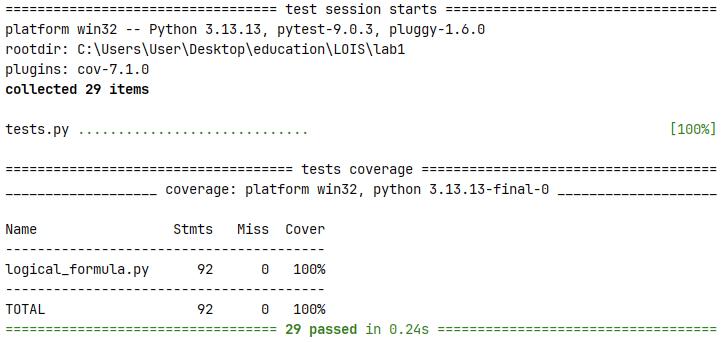 ================================== test session starts ==================================
platform win32 -- Python 3.13.13, pytest-9.0.3, pluggy-1.6.0
rootdir: C:\Users\User\Desktop\education\LOIS\lab1
plugins: cov-7.1.0
collected 29 items
tests.py .............................                                             [100%]
==================================== tests coverage =====================================
___________________ coverage: platform win32, python 3.13.13-final-0 ____________________
Name                 Stmts   Miss  Cover
----------------------------------------
logical_formula.py      92      0   100%
----------------------------------------
TOTAL                   92      0   100%
================================== 29 passed in 0.24s ===================================